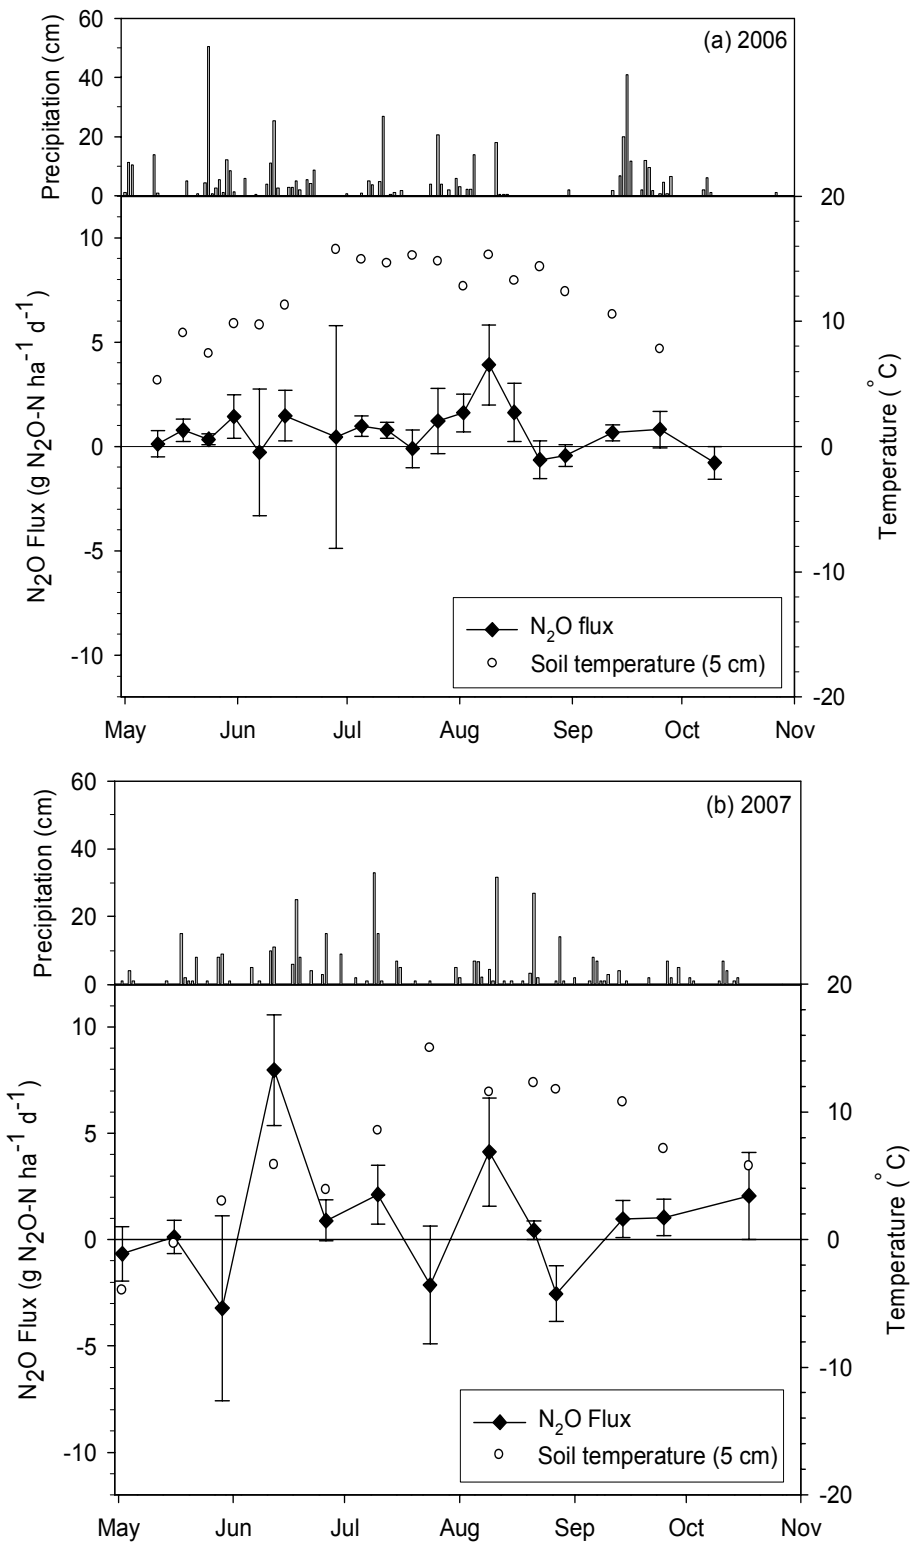 (a) 2006
Precipitation (cm)
60
40
20
0
N₂O Flux (g N₂O-N ha⁻¹ d⁻¹)
10
5
0
-5
-10
20
10
0
-10
-20
Temperature (°C)
N₂O flux
Soil temperature (5 cm)
May Jun Jul Aug Sep Oct Nov
(b) 2007
Precipitation (cm)
60
40
20
0
N₂O Flux (g N₂O-N ha⁻¹ d⁻¹)
10
5
0
-5
-10
20
10
0
-10
-20
Temperature (°C)
N₂O Flux
Soil temperature (5 cm)
May Jun Jul Aug Sep Oct Nov